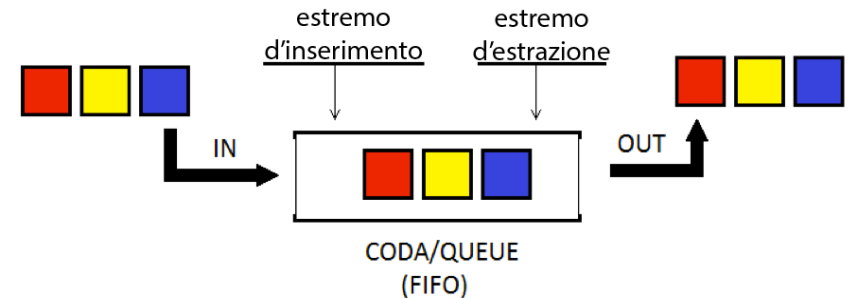 estremo
d'inserimento
estremo
d'estrazione
IN
OUT
CODA/QUEUE
(FIFO)